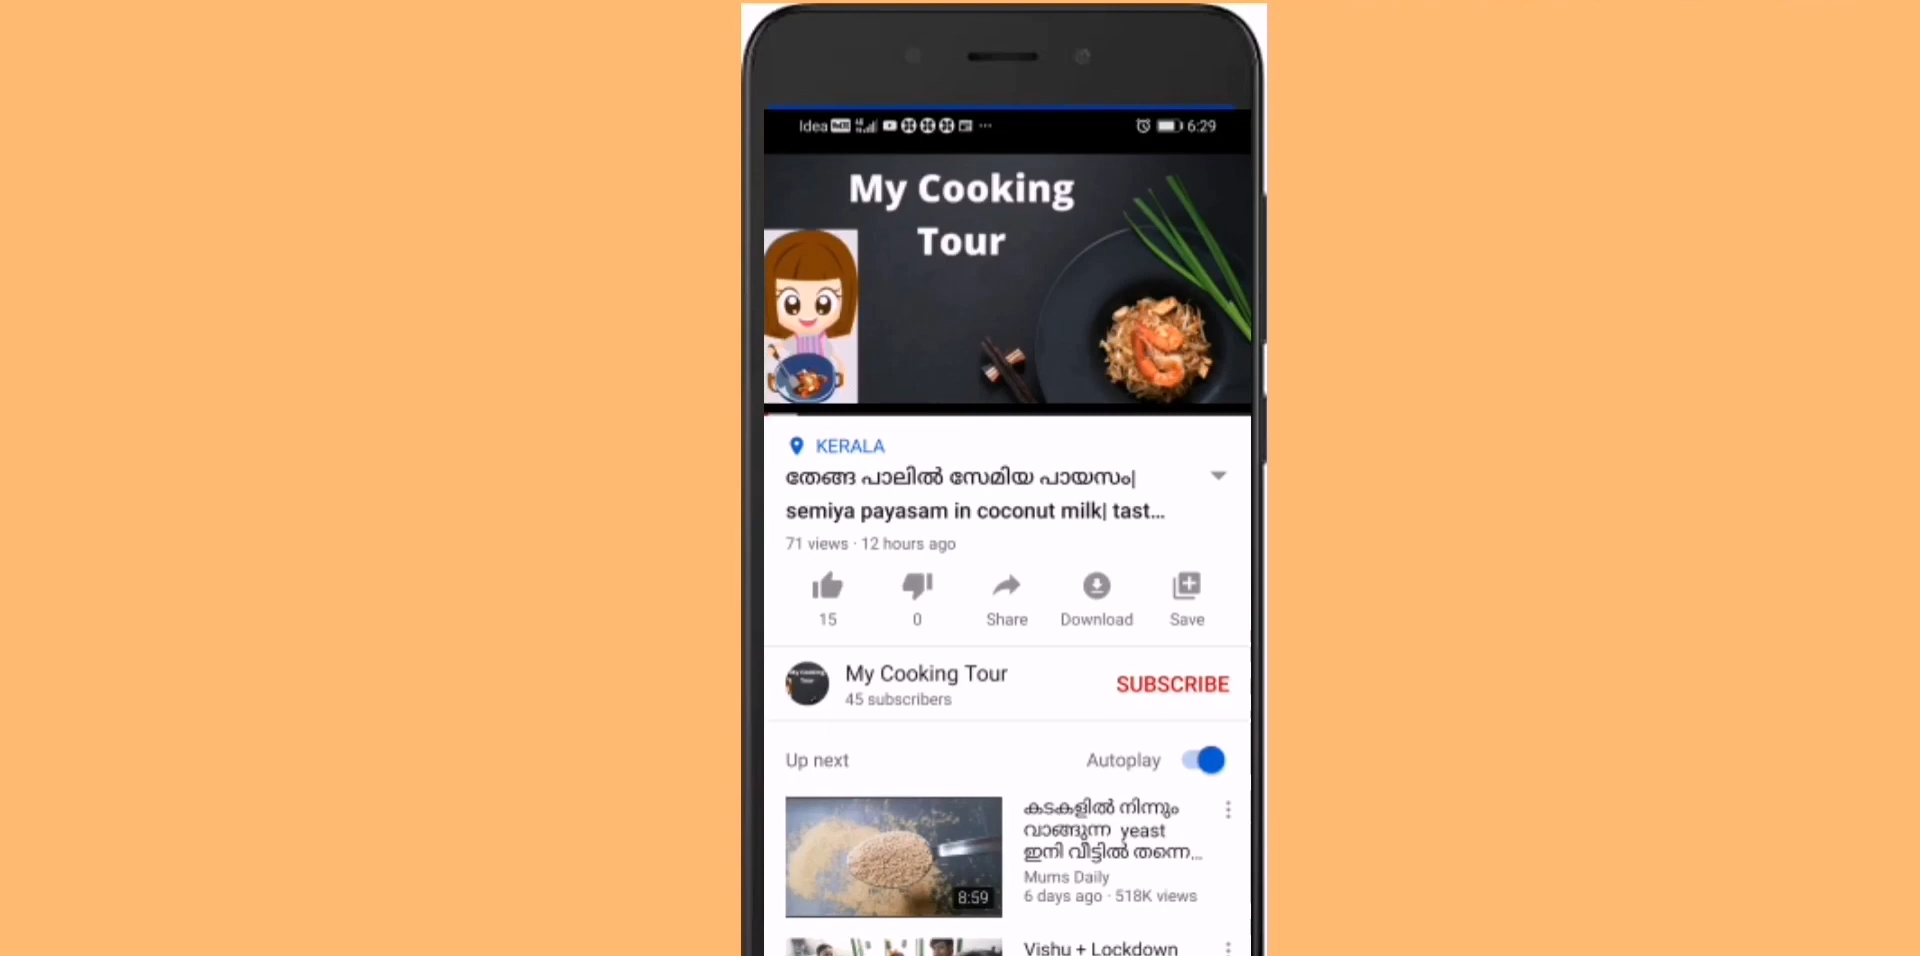 Idea 6:29
My Cooking
Tour
KERALA
തേങ്ങ പാലിൽ സേമിയ പായസം|
semiya payasam in coconut milk| tast...
71 views · 12 hours ago
15 0 Share Download Save
My Cooking Tour
45 subscribers
SUBSCRIBE
Up next Autoplay
8:59
കടകളിൽ നിന്നും
വാങ്ങുന്ന yeast
ഇനി വീട്ടിൽ തന്നെ...
Mums Daily
6 days ago · 518K views
Vishu + Lockdown